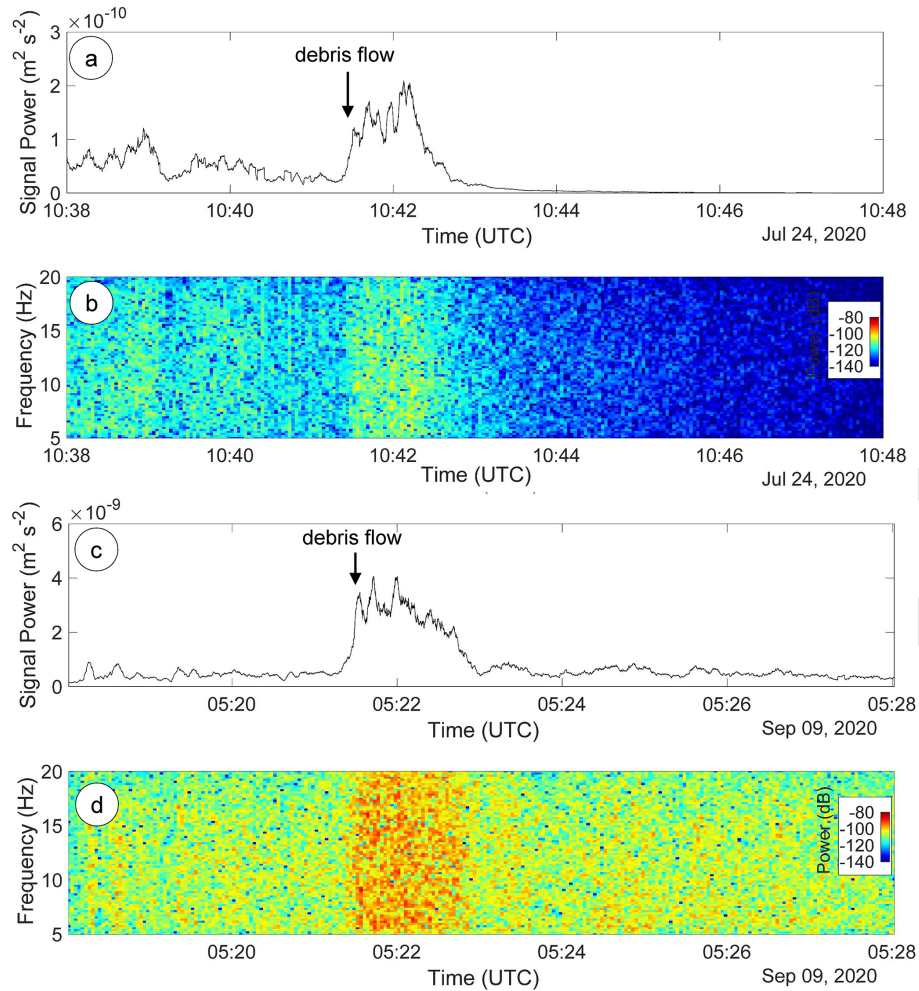 ×10⁻¹⁰
a
debris flow
Signal Power (m² s⁻²)
3
2
1
0
10:38 10:40 10:42 10:44 10:46 10:48
Time (UTC)
Jul 24, 2020
b
Frequency (Hz)
20
15
10
5
Power (dB)
-80
-100
-120
-140
10:38 10:40 10:42 10:44 10:46 10:48
Time (UTC)
Jul 24, 2020
×10⁻⁹
c
debris flow
Signal Power (m² s⁻²)
6
4
2
0
05:20 05:22 05:24 05:26 05:28
Time (UTC)
Sep 09, 2020
d
Frequency (Hz)
20
15
10
5
Power (dB)
-80
-100
-120
-140
05:20 05:22 05:24 05:26 05:28
Time (UTC)
Sep 09, 2020